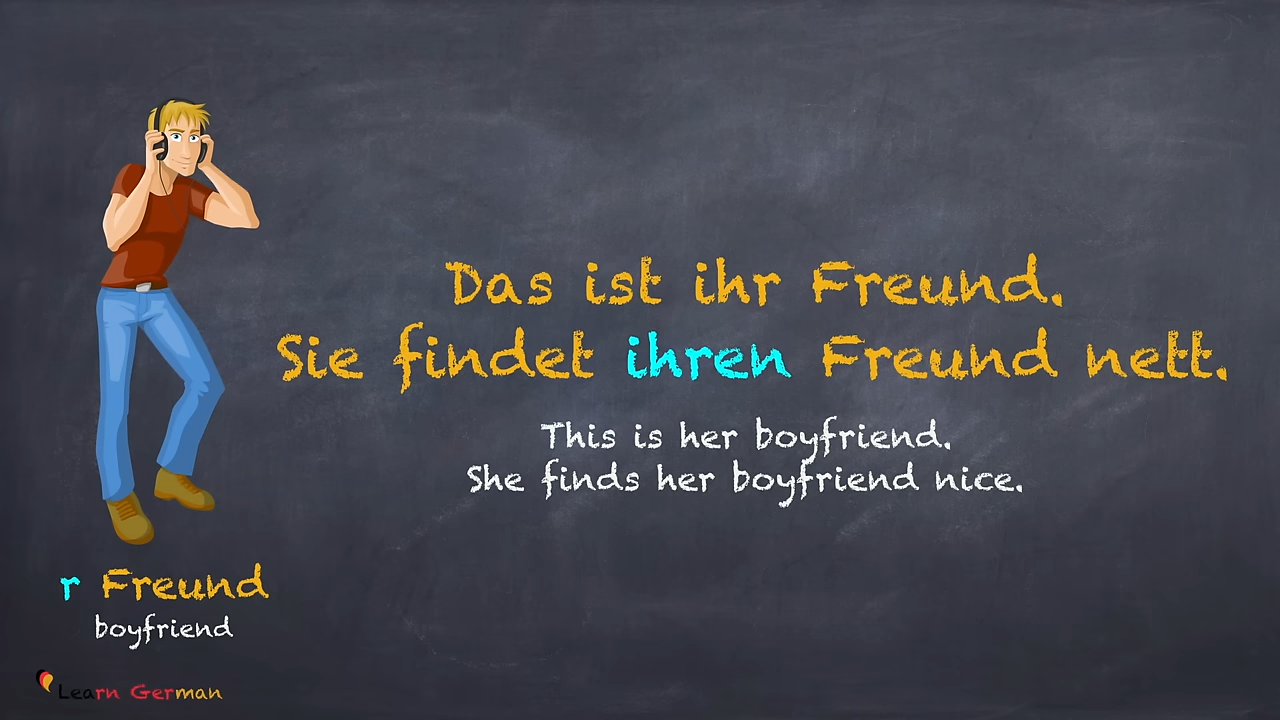 Das ist ihr Freund.
Sie findet ihren Freund nett.
This is her boyfriend.
She finds her boyfriend nice.
r Freund
boyfriend
Learn German